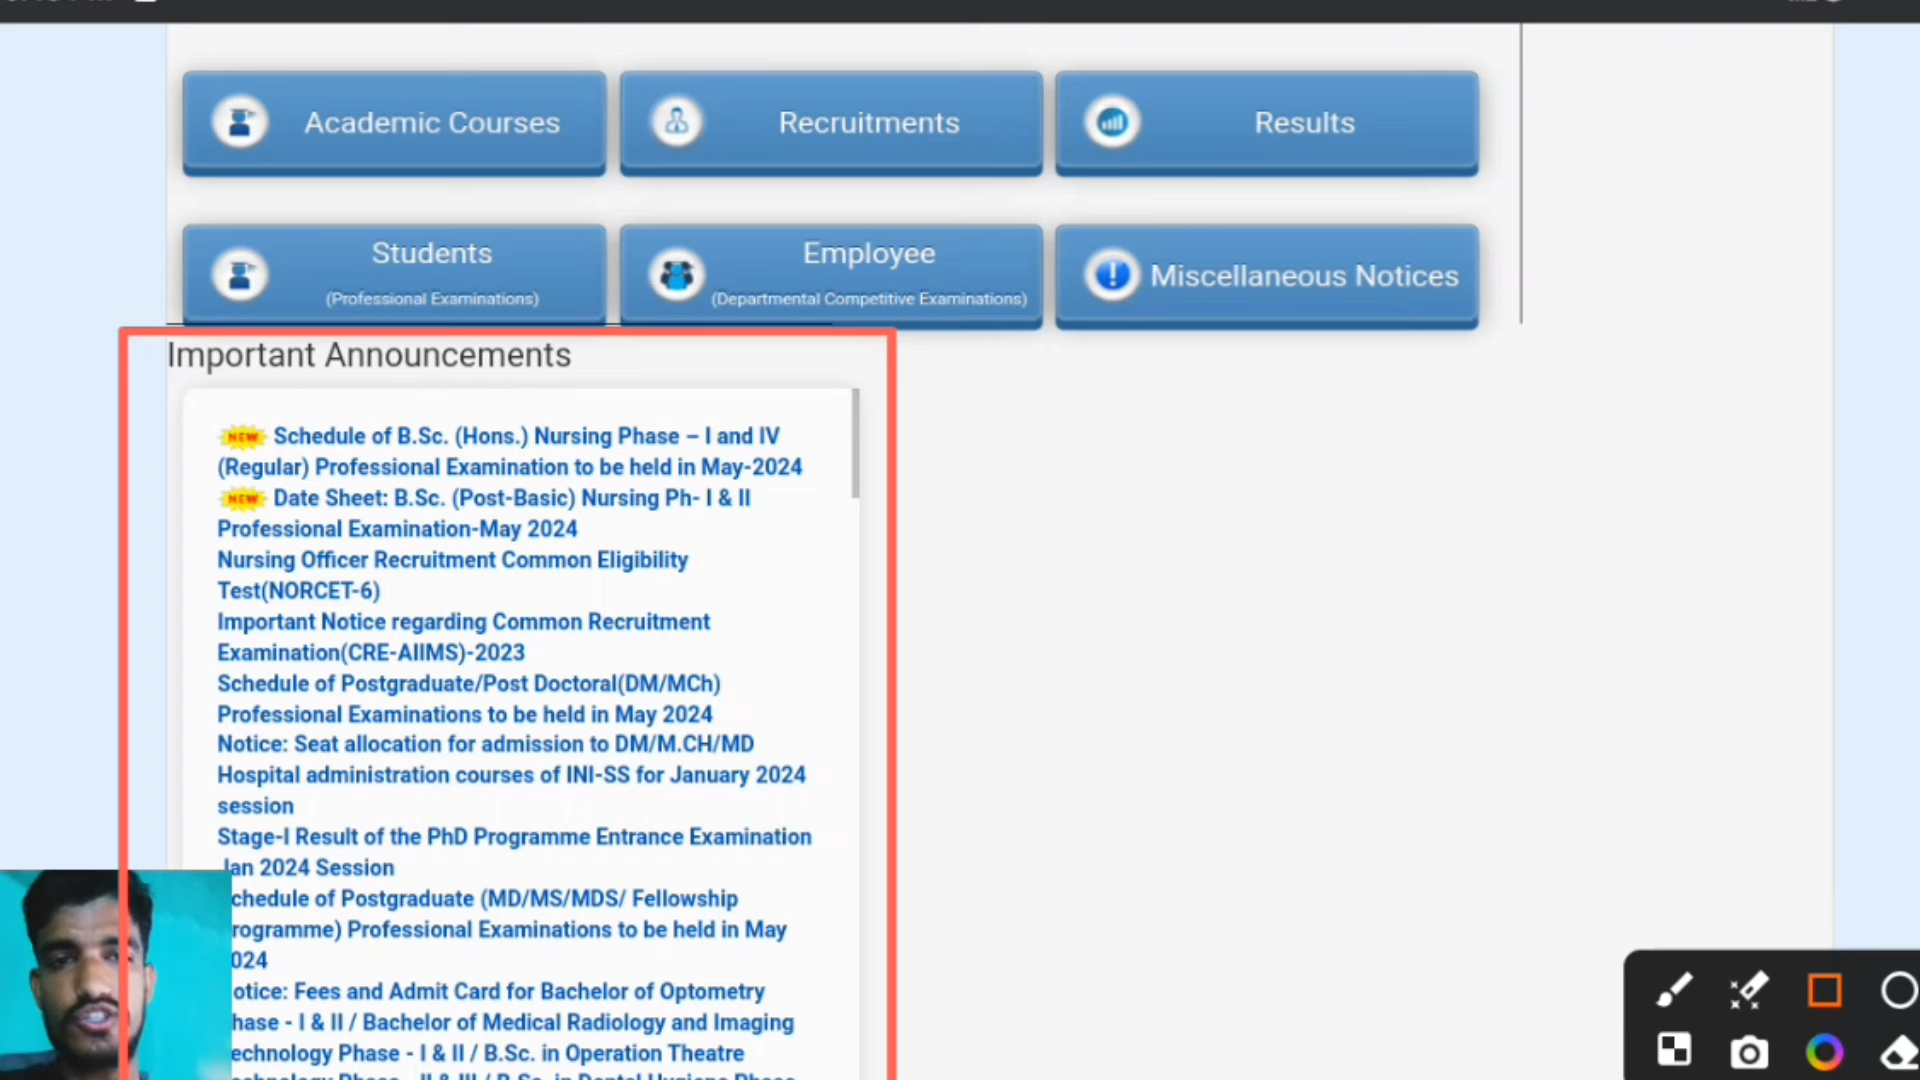 Academic Courses
Recruitments
Results
Students
(Professional Examinations)
Employee
(Departmental Competitive Examinations)
Miscellaneous Notices
Important Announcements
NEW Schedule of B.Sc. (Hons.) Nursing Phase – I and IV
(Regular) Professional Examination to be held in May-2024
NEW Date Sheet: B.Sc. (Post-Basic) Nursing Ph- I & II
Professional Examination-May 2024
Nursing Officer Recruitment Common Eligibility
Test(NORCET-6)
Important Notice regarding Common Recruitment
Examination(CRE-AIIMS)-2023
Schedule of Postgraduate/Post Doctoral(DM/MCh)
Professional Examinations to be held in May 2024
Notice: Seat allocation for admission to DM/M.CH/MD
Hospital administration courses of INI-SS for January 2024
session
Stage-I Result of the PhD Programme Entrance Examination
Jan 2024 Session
chedule of Postgraduate (MD/MS/MDS/ Fellowship
rogramme) Professional Examinations to be held in May
024
otice: Fees and Admit Card for Bachelor of Optometry
hase - I & II / Bachelor of Medical Radiology and Imaging
echnology Phase - I & II / B.Sc. in Operation Theatre